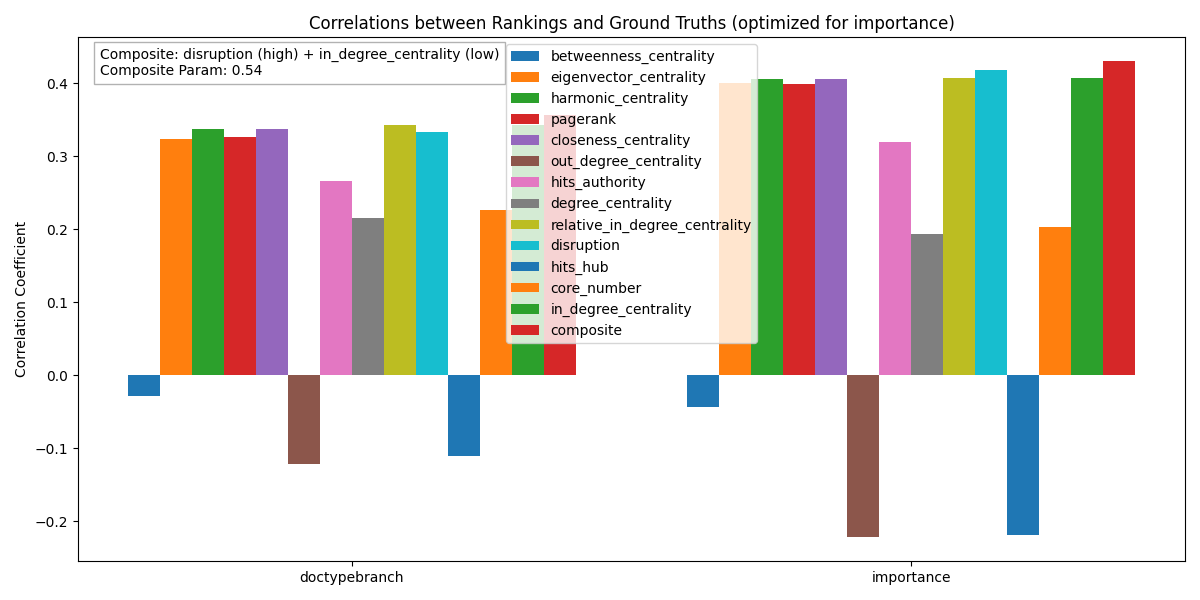 Correlations between Rankings and Ground Truths (optimized for importance)
Composite: disruption (high) + in_degree_centrality (low)
Composite Param: 0.54
betweenness_centrality
eigenvector_centrality
harmonic_centrality
pagerank
closeness_centrality
out_degree_centrality
hits_authority
degree_centrality
relative_in_degree_centrality
disruption
hits_hub
core_number
in_degree_centrality
composite
Correlation Coefficient
0.4
0.3
0.2
0.1
0.0
−0.1
−0.2
doctypebranch
importance